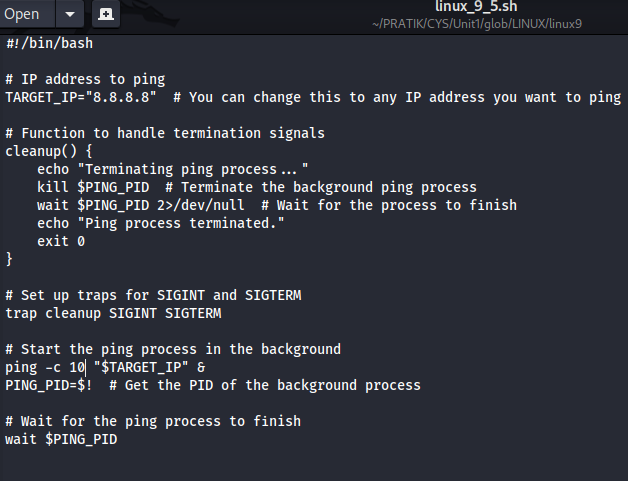 Open
linux_9_5.sh
~/PRATIK/CYS/Unit1/glob/LINUX/linux9
#!/bin/bash
# IP address to ping
TARGET_IP="8.8.8.8"  # You can change this to any IP address you want to ping
# Function to handle termination signals
cleanup() {
    echo "Terminating ping process..."
    kill $PING_PID  # Terminate the background ping process
    wait $PING_PID 2>/dev/null  # Wait for the process to finish
    echo "Ping process terminated."
    exit 0
}
# Set up traps for SIGINT and SIGTERM
trap cleanup SIGINT SIGTERM
# Start the ping process in the background
ping -c 10 "$TARGET_IP" &
PING_PID=$!  # Get the PID of the background process
# Wait for the ping process to finish
wait $PING_PID